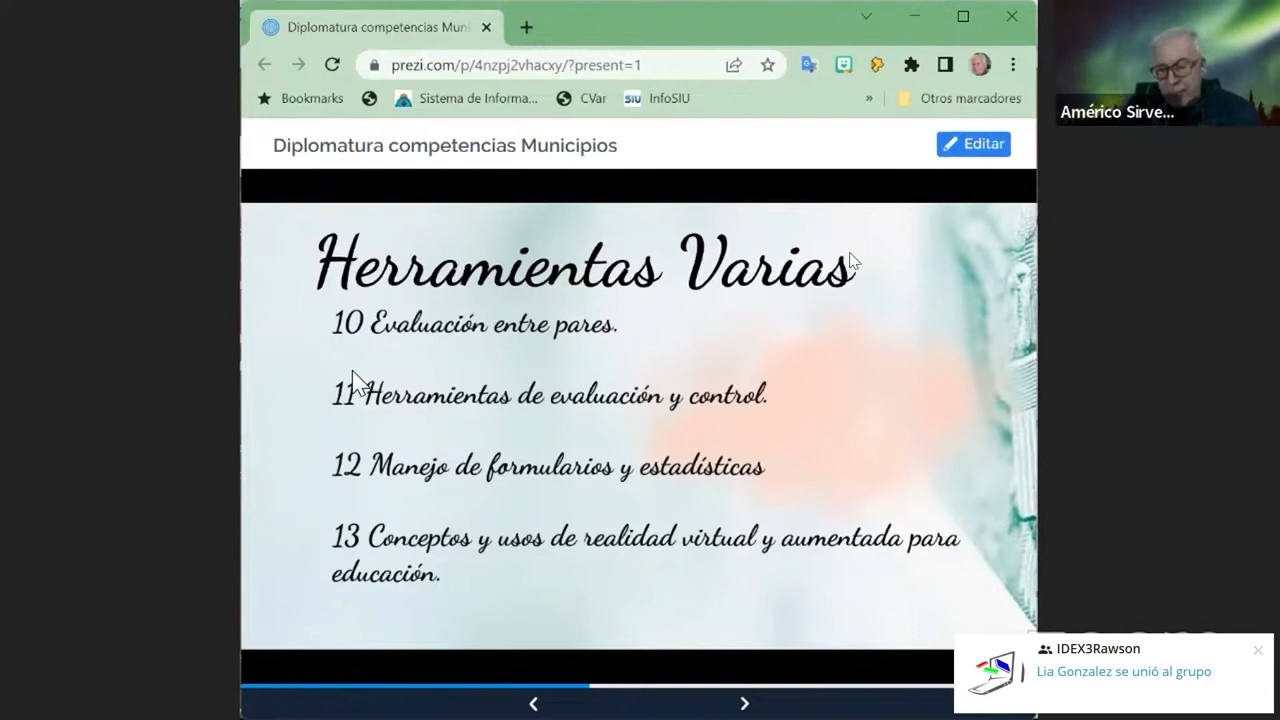 Diplomatura competencias Muni
prezi.com/p/4nzpj2vhacxy/?present=1
Bookmarks
Sistema de Informa...
CVar
SIU InfoSIU
»
Otros marcadores
Diplomatura competencias Municipios
Editar
Américo Sirve...
Herramientas Varias
10 Evaluación entre pares.
11 Herramientas de evaluación y control.
12 Manejo de formularios y estadísticas
13 Conceptos y usos de realidad virtual y aumentada para
educación.
IDEX3Rawson
Lia Gonzalez se unió al grupo